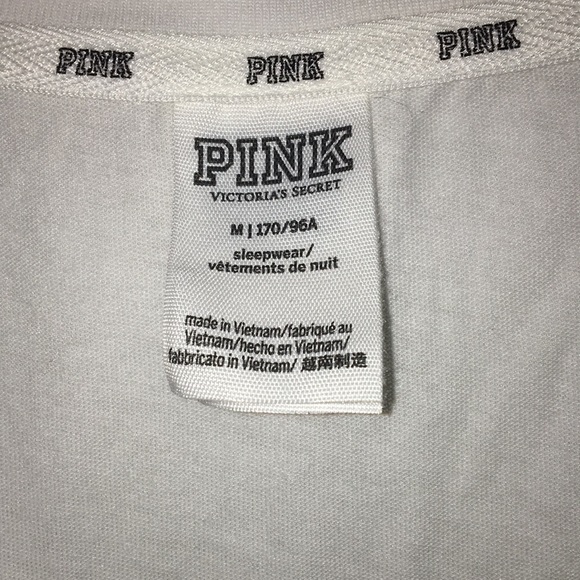 PINK PINK PINK
PINK
VICTORIA'S SECRET
M | 170/96A
sleepwear/
vêtements de nuit
made in Vietnam/fabriqué au
Vietnam/hecho en Vietnam/
fabbricato in Vietnam/ 越南制造